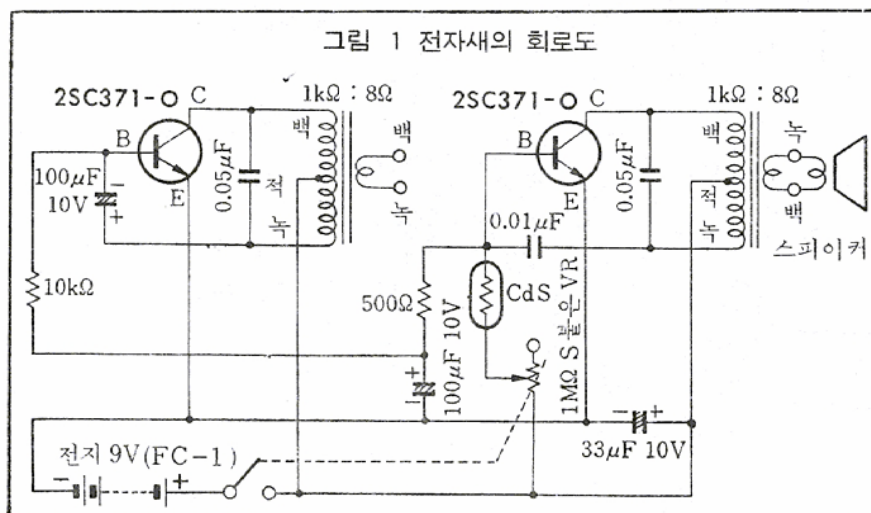 그림 1 전자새의 회로도
2SC371-O
C
B
E
100μF
10V
-
+
0.05μF
1kΩ : 8Ω
백
적
녹
백
녹
10kΩ
2SC371-O
C
B
E
0.01μF
0.05μF
1kΩ : 8Ω
백
적
녹
녹
백
스피이커
500Ω
CdS
+
-
100μF 10V
1MΩ S 붙은 VR
- +
33μF 10V
전지 9V(FC-1)
- +